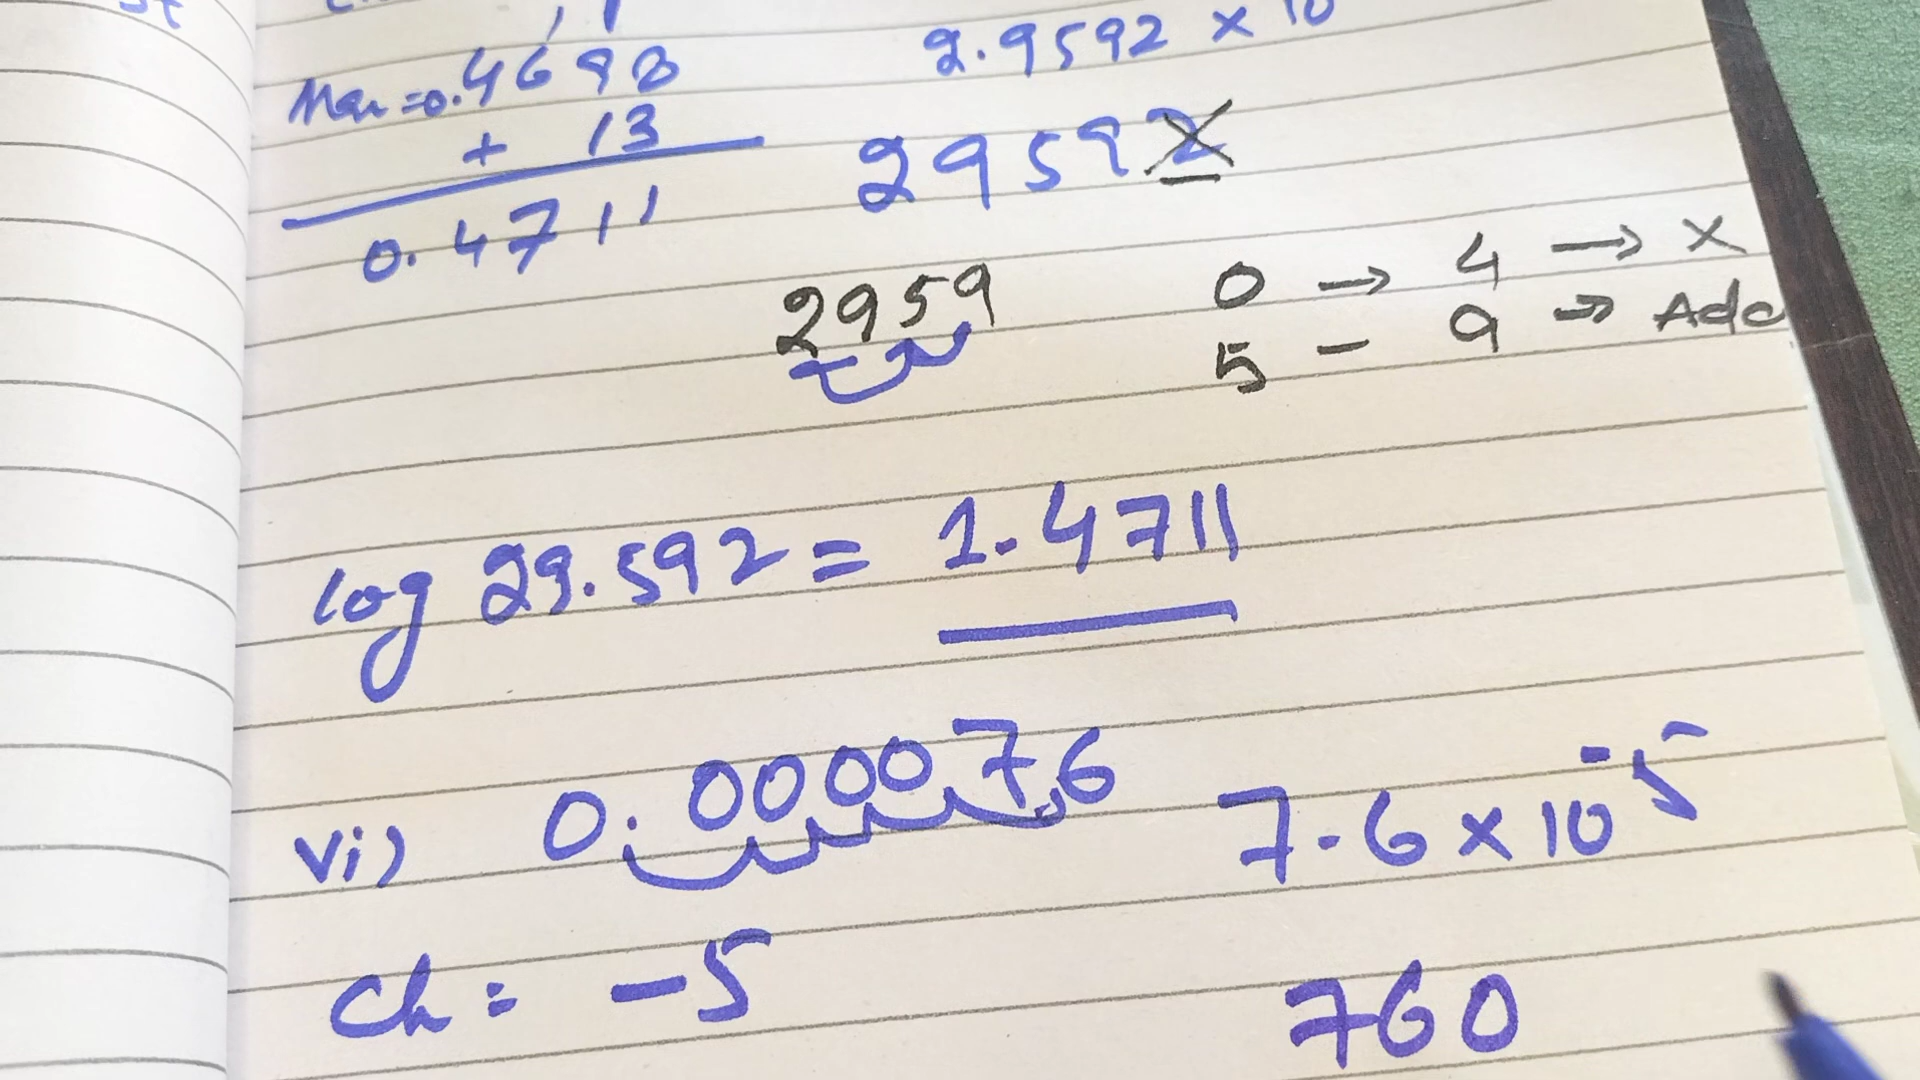 Man = 0.4698
+ 13
0.4711
2.9592 x 10
29592
2959
0 → 4 → x
5 - 9 → Add
log 29.592 = 1.4711
vi) 0.000076
7.6 x 10⁻⁵
Ch = -5
760